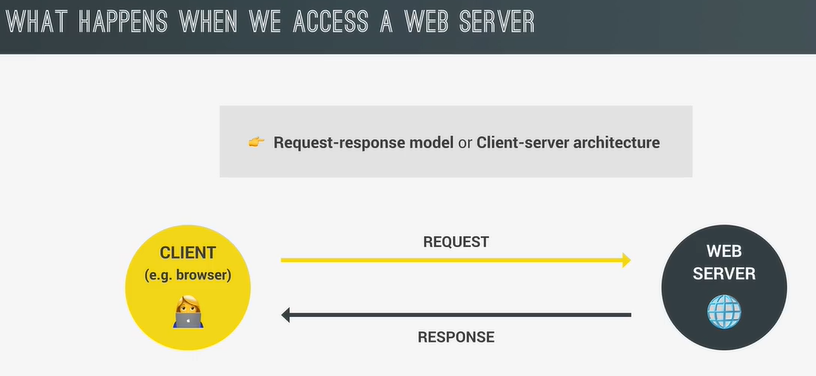 WHAT HAPPENS WHEN WE ACCESS A WEB SERVER
👉 Request-response model or Client-server architecture
CLIENT
(e.g. browser)
REQUEST
RESPONSE
WEB
SERVER